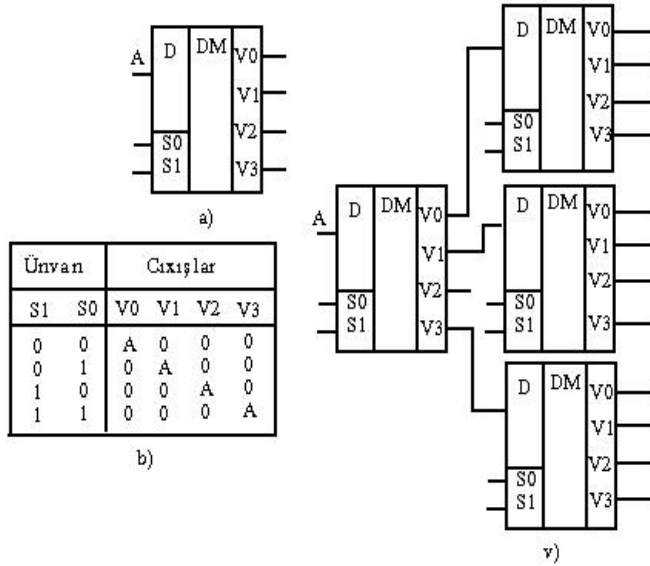 A D DM V0
V1
S0 V2
S1 V3
a)
Ünvan Cıxışlar
S1 S0 V0 V1 V2 V3
0 0 A 0 0 0
0 1 0 A 0 0
1 0 0 0 A 0
1 1 0 0 0 A
b)
A D DM V0
V1
S0 V2
S1 V3
D DM V0
V1
S0 V2
S1 V3
D DM V0
V1
S0 V2
S1 V3
D DM V0
V1
S0 V2
S1 V3
v)